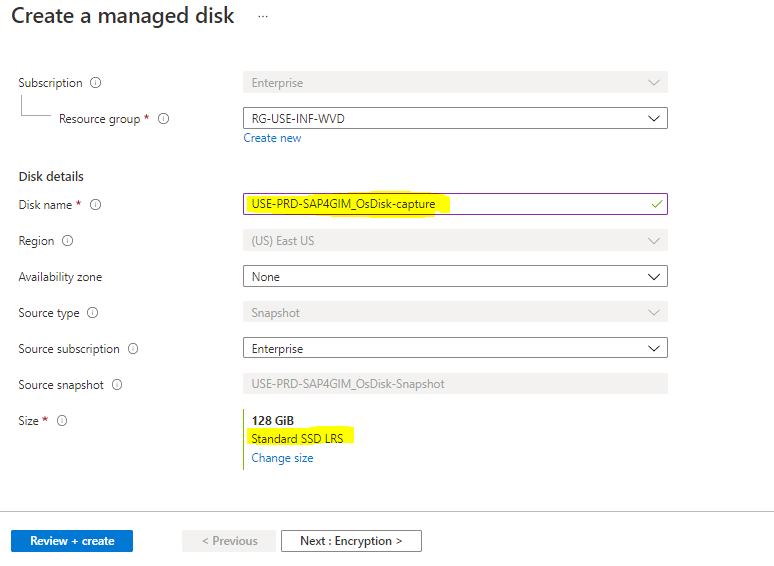 Create a managed disk ...
Subscription
Enterprise
Resource group *
RG-USE-INF-WVD
Create new
Disk details
Disk name *
USE-PRD-SAP4GIM_OsDisk-capture
Region
(US) East US
Availability zone
None
Source type
Snapshot
Source subscription
Enterprise
Source snapshot
USE-PRD-SAP4GIM_OsDisk-Snapshot
Size *
128 GiB
Standard SSD LRS
Change size
Review + create
< Previous
Next : Encryption >